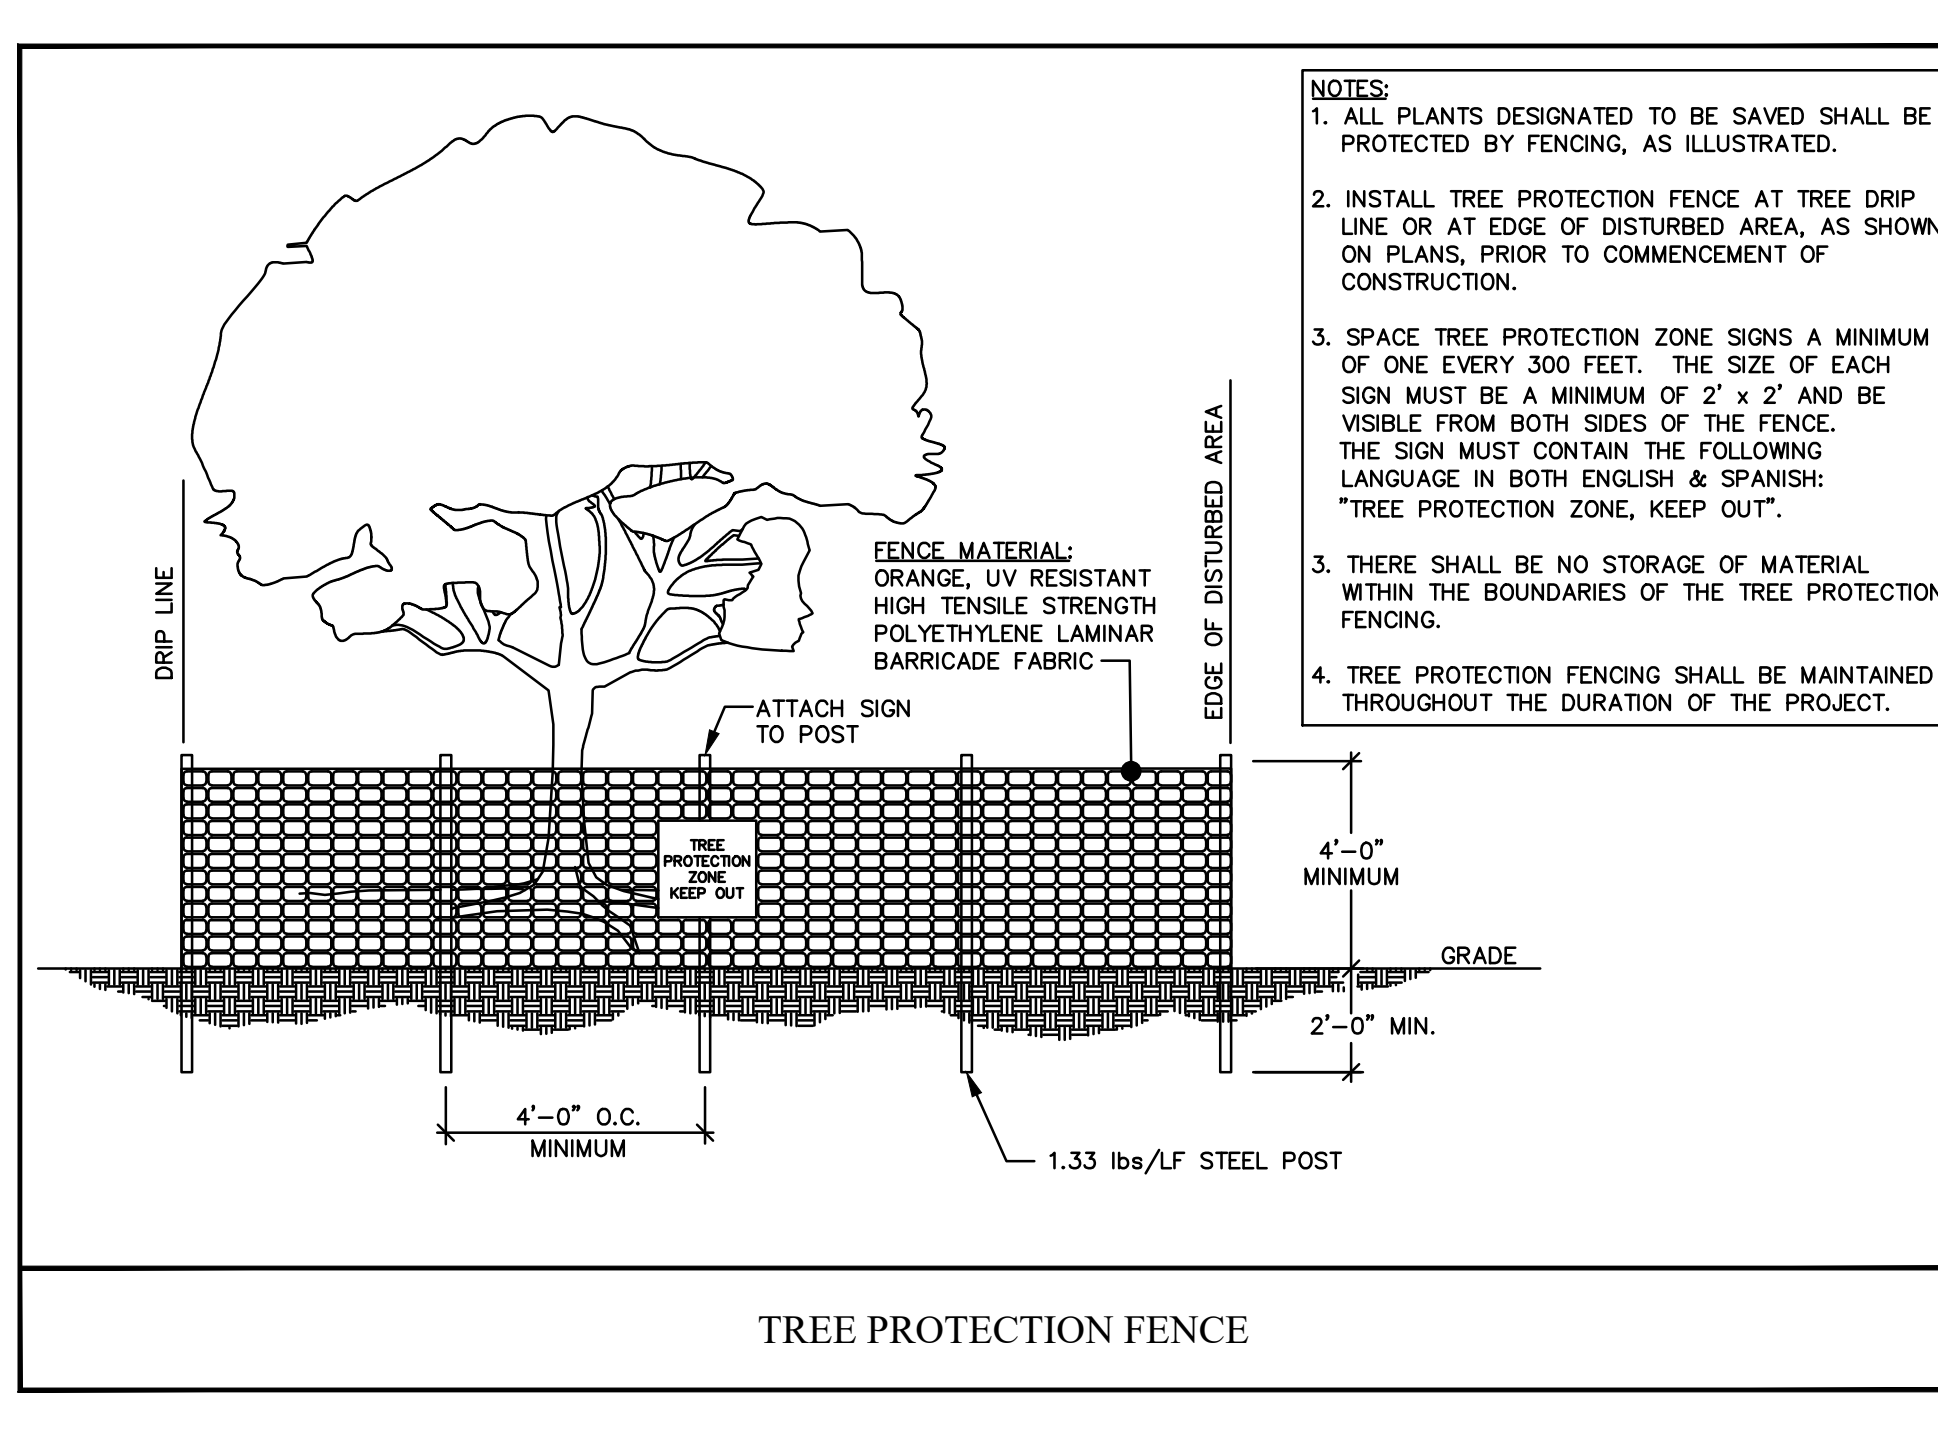 NOTES:
1. ALL PLANTS DESIGNATED TO BE SAVED SHALL BE
PROTECTED BY FENCING, AS ILLUSTRATED.
2. INSTALL TREE PROTECTION FENCE AT TREE DRIP
LINE OR AT EDGE OF DISTURBED AREA, AS SHOWN
ON PLANS, PRIOR TO COMMENCEMENT OF
CONSTRUCTION.
3. SPACE TREE PROTECTION ZONE SIGNS A MINIMUM
OF ONE EVERY 300 FEET. THE SIZE OF EACH
SIGN MUST BE A MINIMUM OF 2' x 2' AND BE
VISIBLE FROM BOTH SIDES OF THE FENCE.
THE SIGN MUST CONTAIN THE FOLLOWING
LANGUAGE IN BOTH ENGLISH & SPANISH:
"TREE PROTECTION ZONE, KEEP OUT".
3. THERE SHALL BE NO STORAGE OF MATERIAL
WITHIN THE BOUNDARIES OF THE TREE PROTECTION
FENCING.
4. TREE PROTECTION FENCING SHALL BE MAINTAINED
THROUGHOUT THE DURATION OF THE PROJECT.
DRIP LINE
EDGE OF DISTURBED AREA
FENCE MATERIAL:
ORANGE, UV RESISTANT
HIGH TENSILE STRENGTH
POLYETHYLENE LAMINAR
BARRICADE FABRIC
ATTACH SIGN
TO POST
TREE
PROTECTION
ZONE
KEEP OUT
4'-0"
MINIMUM
GRADE
2'-0" MIN.
4'-0" O.C.
MINIMUM
1.33 lbs/LF STEEL POST
TREE PROTECTION FENCE